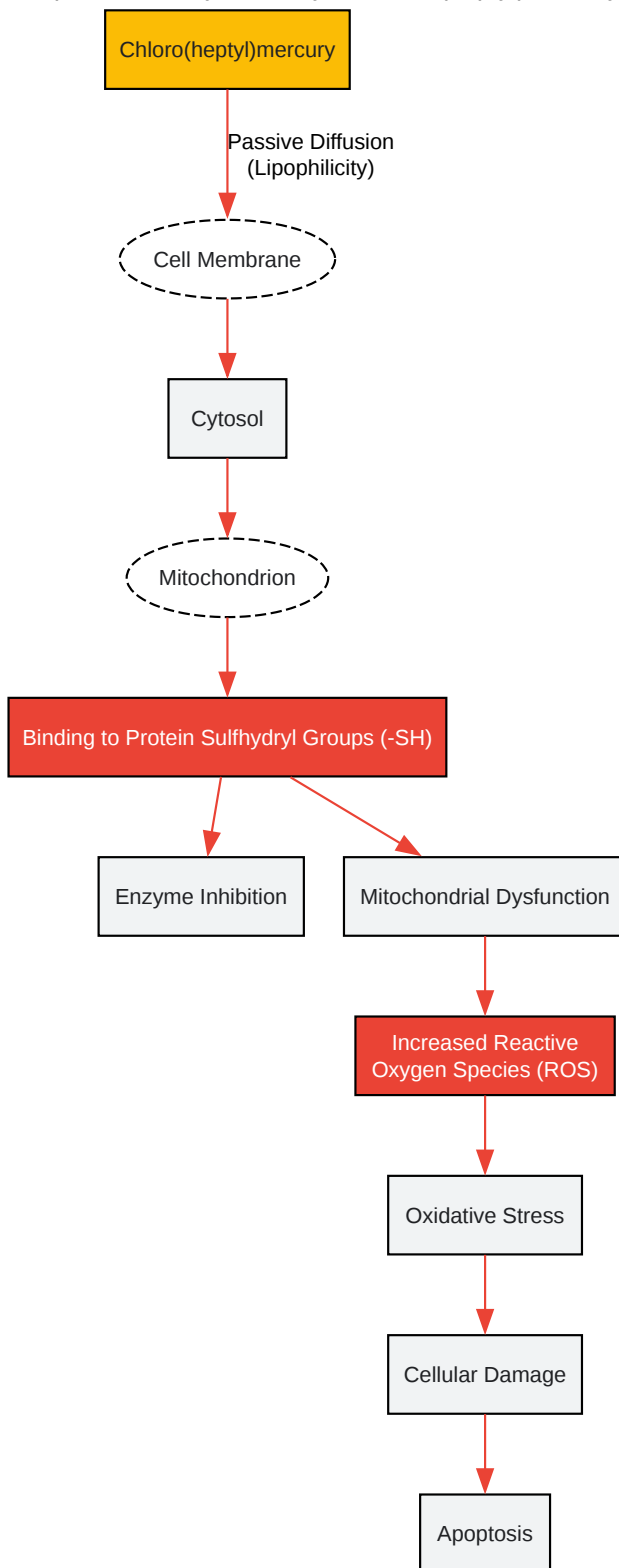 Chloro(heptyl)mercury
Passive Diffusion
(Lipophilicity)
Cell Membrane
Cytosol
Mitochondrion
Binding to Protein Sulfhydryl Groups (-SH)
Enzyme Inhibition
Mitochondrial Dysfunction
Increased Reactive
Oxygen Species (ROS)
Oxidative Stress
Cellular Damage
Apoptosis